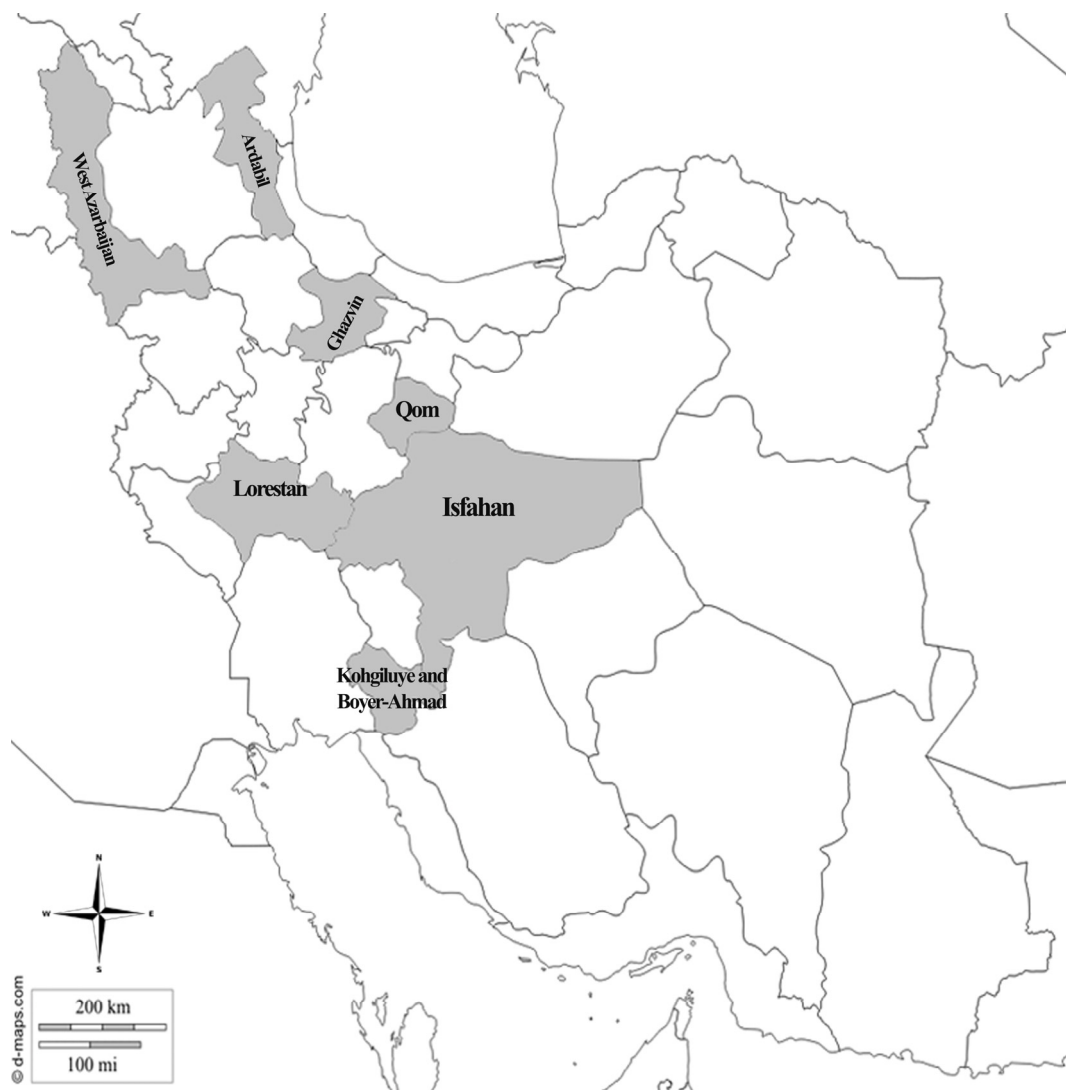 West Azarbaijan
Ardabil
Ghazvin
Qom
Lorestan
Isfahan
Kohgiluye and
Boyer-Ahmad
N
W
E
S
200 km
100 mi
© d-maps.com